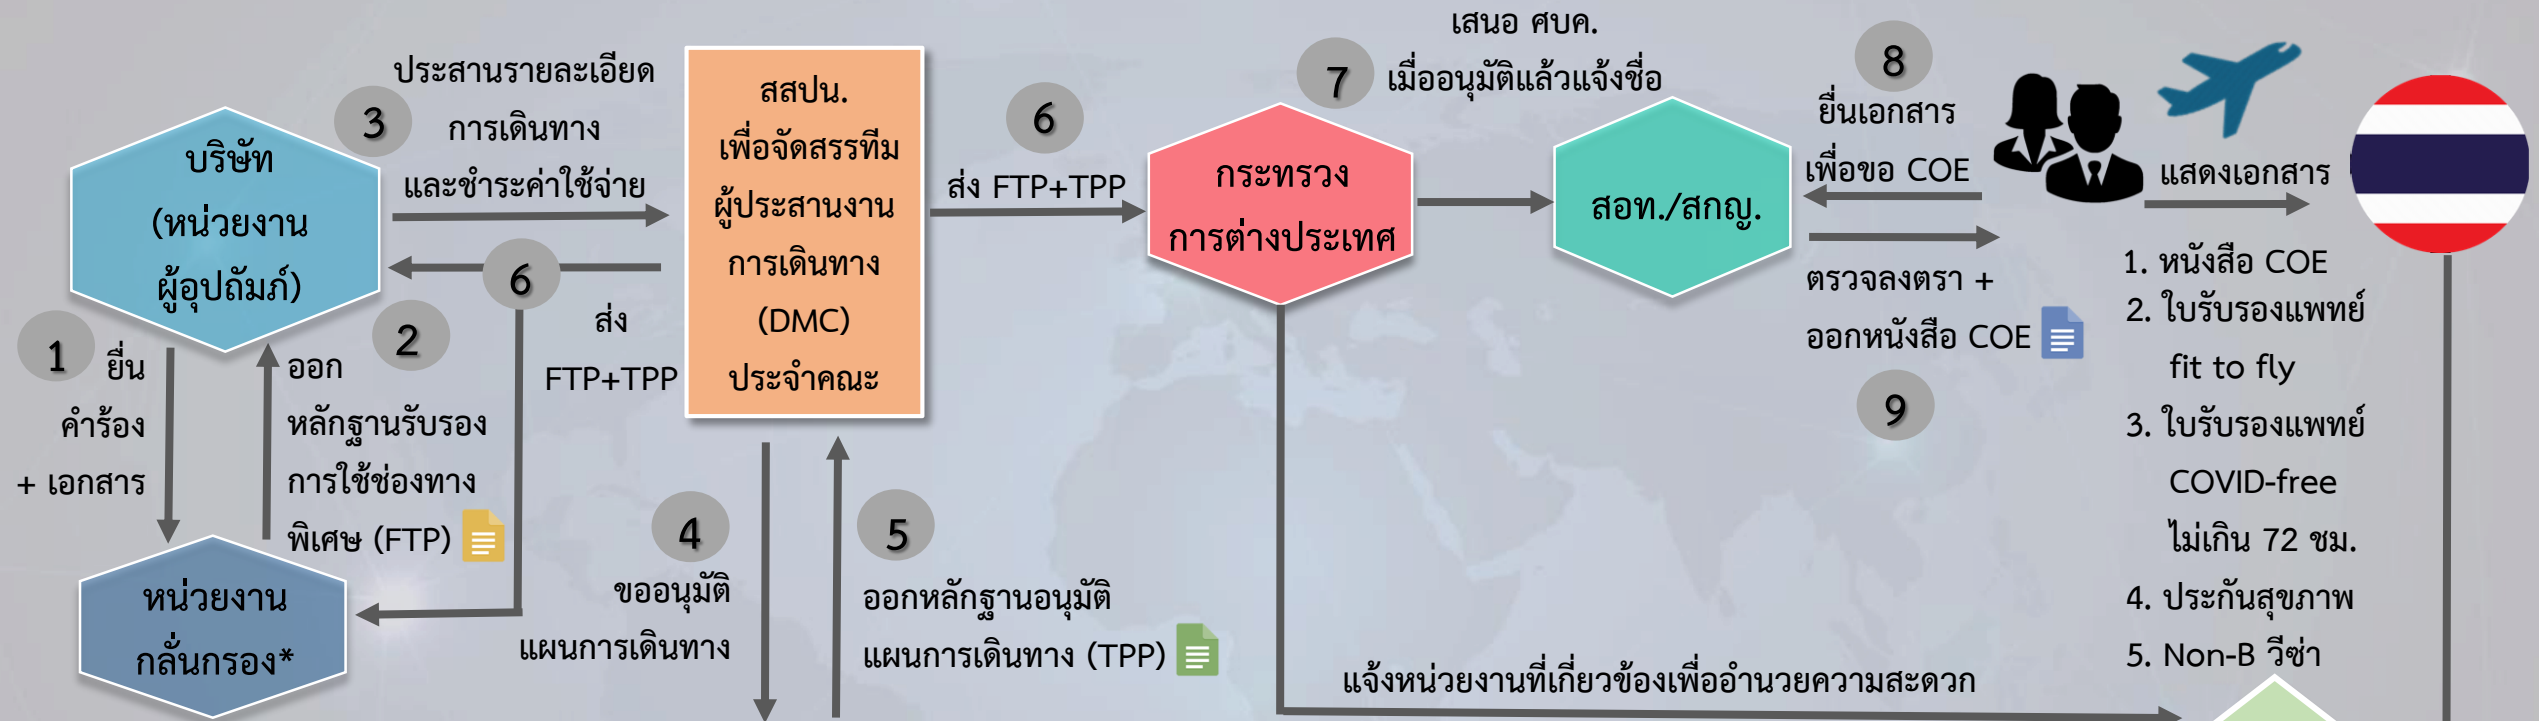 บริษัท
(หน่วยงาน
ผู้อุปถัมภ์)
1
ยื่น
คำร้อง
+ เอกสาร
หน่วยงาน
กลั่นกรอง*
2
ออก
หลักฐานรับรอง
การใช้ช่องทาง
พิเศษ (FTP)
3
ประสานรายละเอียด
การเดินทาง
และชำระค่าใช้จ่าย
6
ส่ง
FTP+TPP
สสปน.
เพื่อจัดสรรทีม
ผู้ประสานงาน
การเดินทาง
(DMC)
ประจำคณะ
4
ขออนุมัติ
แผนการเดินทาง
5
ออกหลักฐานอนุมัติ
แผนการเดินทาง (TPP)
6
ส่ง FTP+TPP
กระทรวง
การต่างประเทศ
7
เสนอ ศบค.
เมื่ออนุมัติแล้วแจ้งชื่อ
สอท./สกญ.
8
ยื่นเอกสาร
เพื่อขอ COE
ตรวจลงตรา +
ออกหนังสือ COE
9
แสดงเอกสาร
1. หนังสือ COE
2. ใบรับรองแพทย์
fit to fly
3. ใบรับรองแพทย์
COVID-free
ไม่เกิน 72 ชม.
4. ประกันสุขภาพ
5. Non-B วีซ่า
แจ้งหน่วยงานที่เกี่ยวข้องเพื่ออำนวยความสะดวก